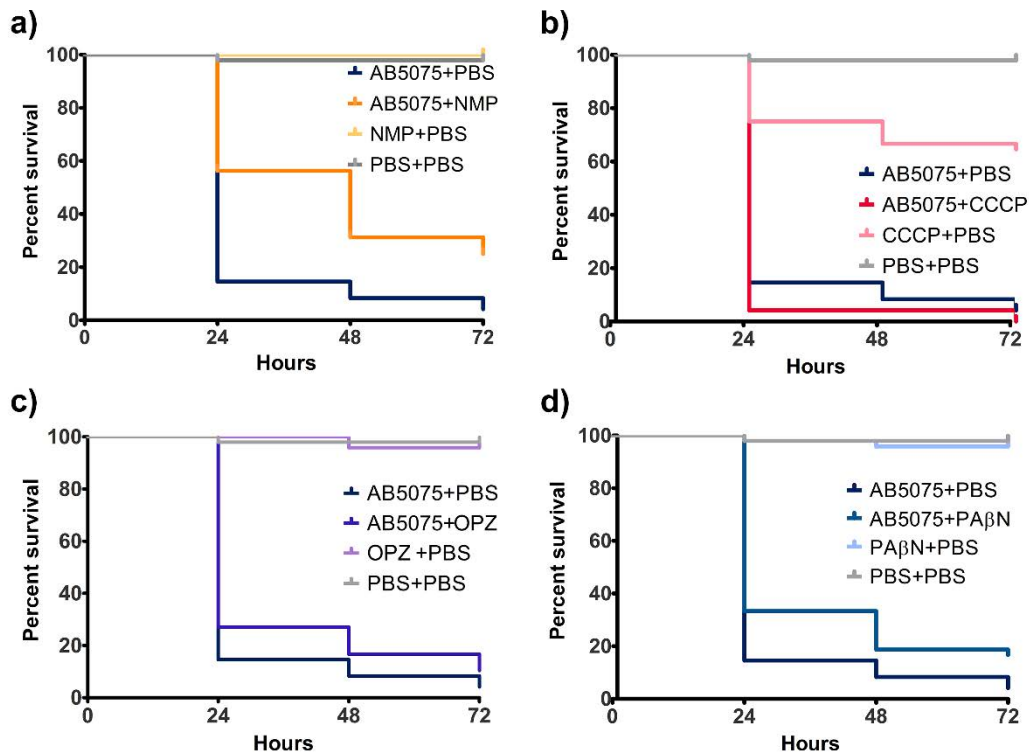 a)
Percent survival
100
80
60
40
20
0
0 24 48 72
Hours
AB5075+PBS
AB5075+NMP
NMP+PBS
PBS+PBS
b)
Percent survival
100
80
60
40
20
0
0 24 48 72
Hours
AB5075+PBS
AB5075+CCCP
CCCP+PBS
PBS+PBS
c)
Percent survival
100
80
60
40
20
0
0 24 48 72
Hours
AB5075+PBS
AB5075+OPZ
OPZ +PBS
PBS+PBS
d)
Percent survival
100
80
60
40
20
0
0 24 48 72
Hours
AB5075+PBS
AB5075+PAβN
PAβN+PBS
PBS+PBS